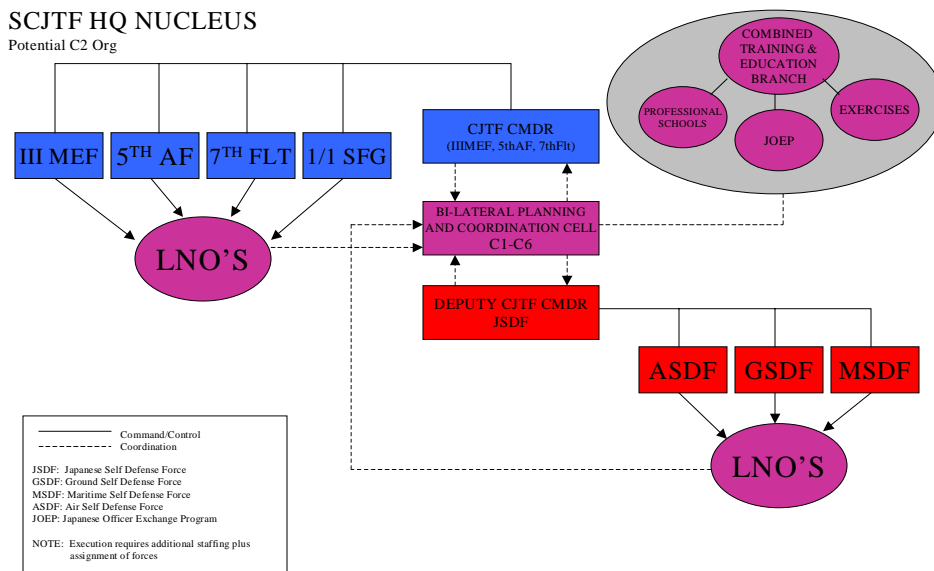 SCJTF HQ NUCLEUS
Potential C2 Org
III MEF
5TH AF
7TH FLT
1/1 SFG
LNO'S
CJTF CMDR
(IIIMEF, 5thAF, 7thFlt)
BI-LATERAL PLANNING
AND COORDINATION CELL
C1-C6
DEPUTY CJTF CMDR
JSDF
COMBINED
TRAINING &
EDUCATION
BRANCH
PROFESSIONAL
SCHOOLS
JOEP
EXERCISES
ASDF
GSDF
MSDF
LNO'S
Command/Control
Coordination
JSDF: Japanese Self Defense Force
GSDF: Ground Self Defense Force
MSDF: Maritime Self Defense Force
ASDF: Air Self Defense Force
JOEP: Japanese Officer Exchange Program
NOTE: Execution requires additional staffing plus
assignment of forces